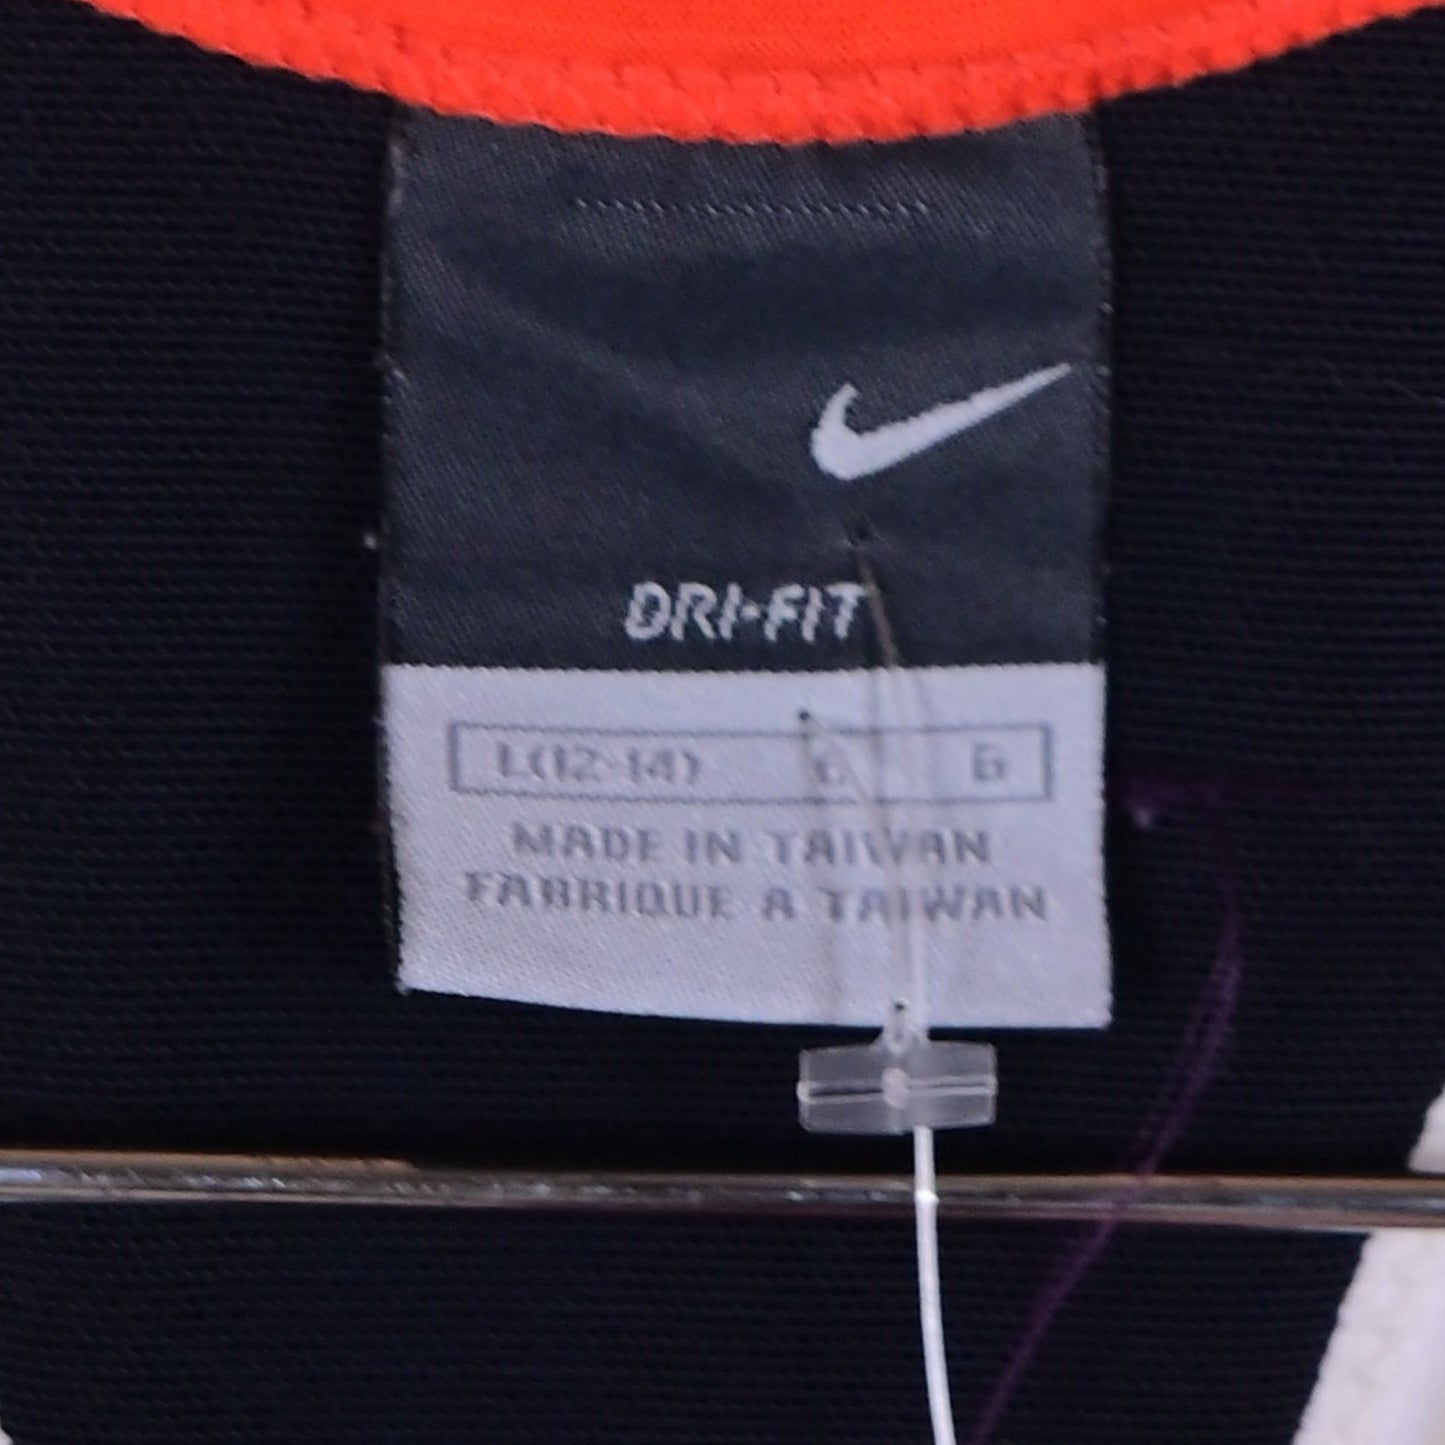 DRI-FIT
L(12-14) G
MADE IN TAIWAN
FABRIQUE A TAIWAN